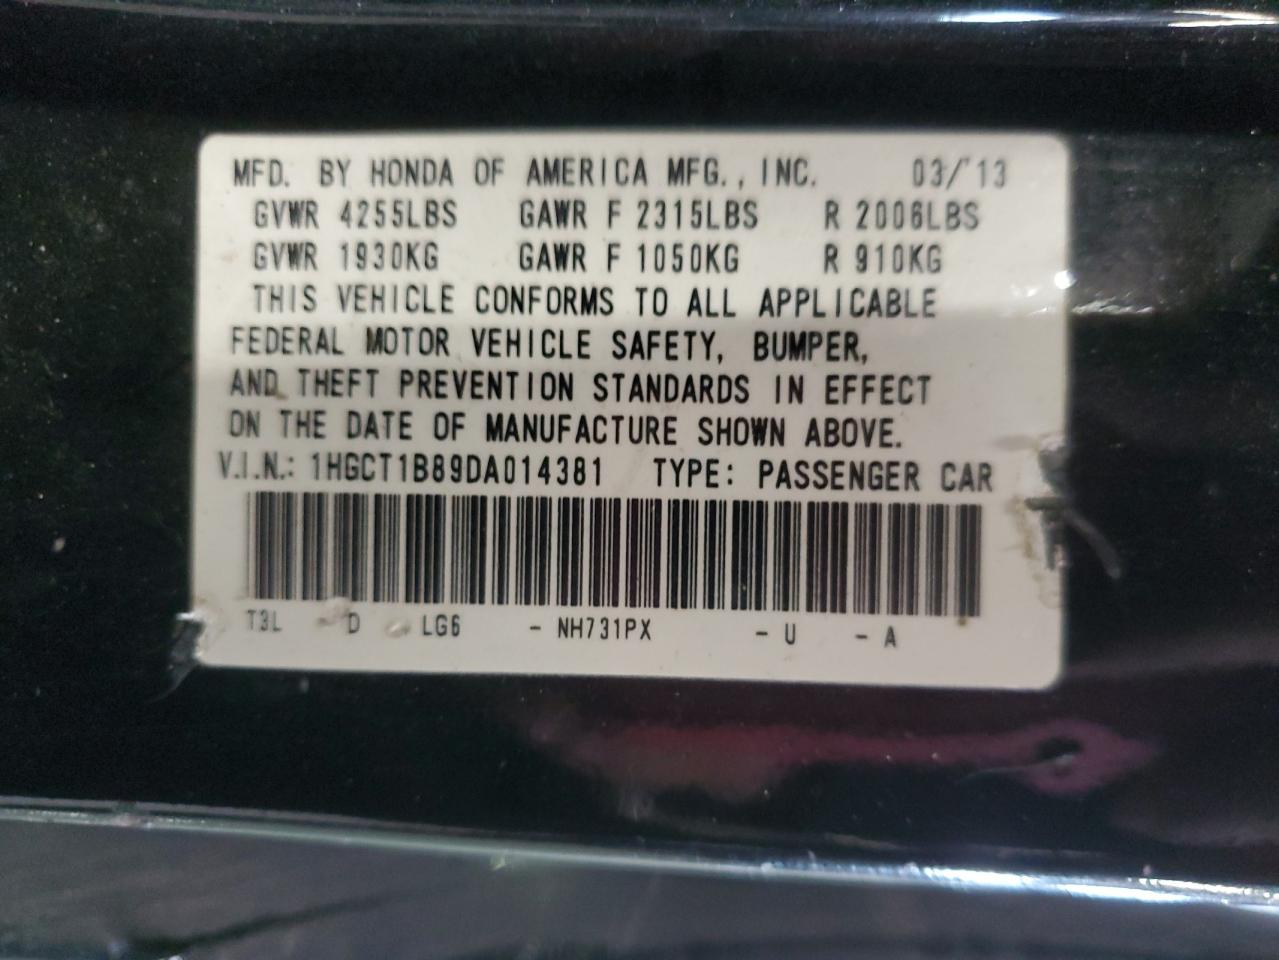 MFD. BY HONDA OF AMERICA MFG., INC. 03/'13
GVWR 4255LBS GAWR F 2315LBS R 2006LBS
GVWR 1930KG GAWR F 1050KG R 910KG
THIS VEHICLE CONFORMS TO ALL APPLICABLE
FEDERAL MOTOR VEHICLE SAFETY, BUMPER,
AND THEFT PREVENTION STANDARDS IN EFFECT
ON THE DATE OF MANUFACTURE SHOWN ABOVE.
V.I.N.: 1HGCT1B89DA014381 TYPE: PASSENGER CAR
T3L D LG6 - NH731PX - U - A